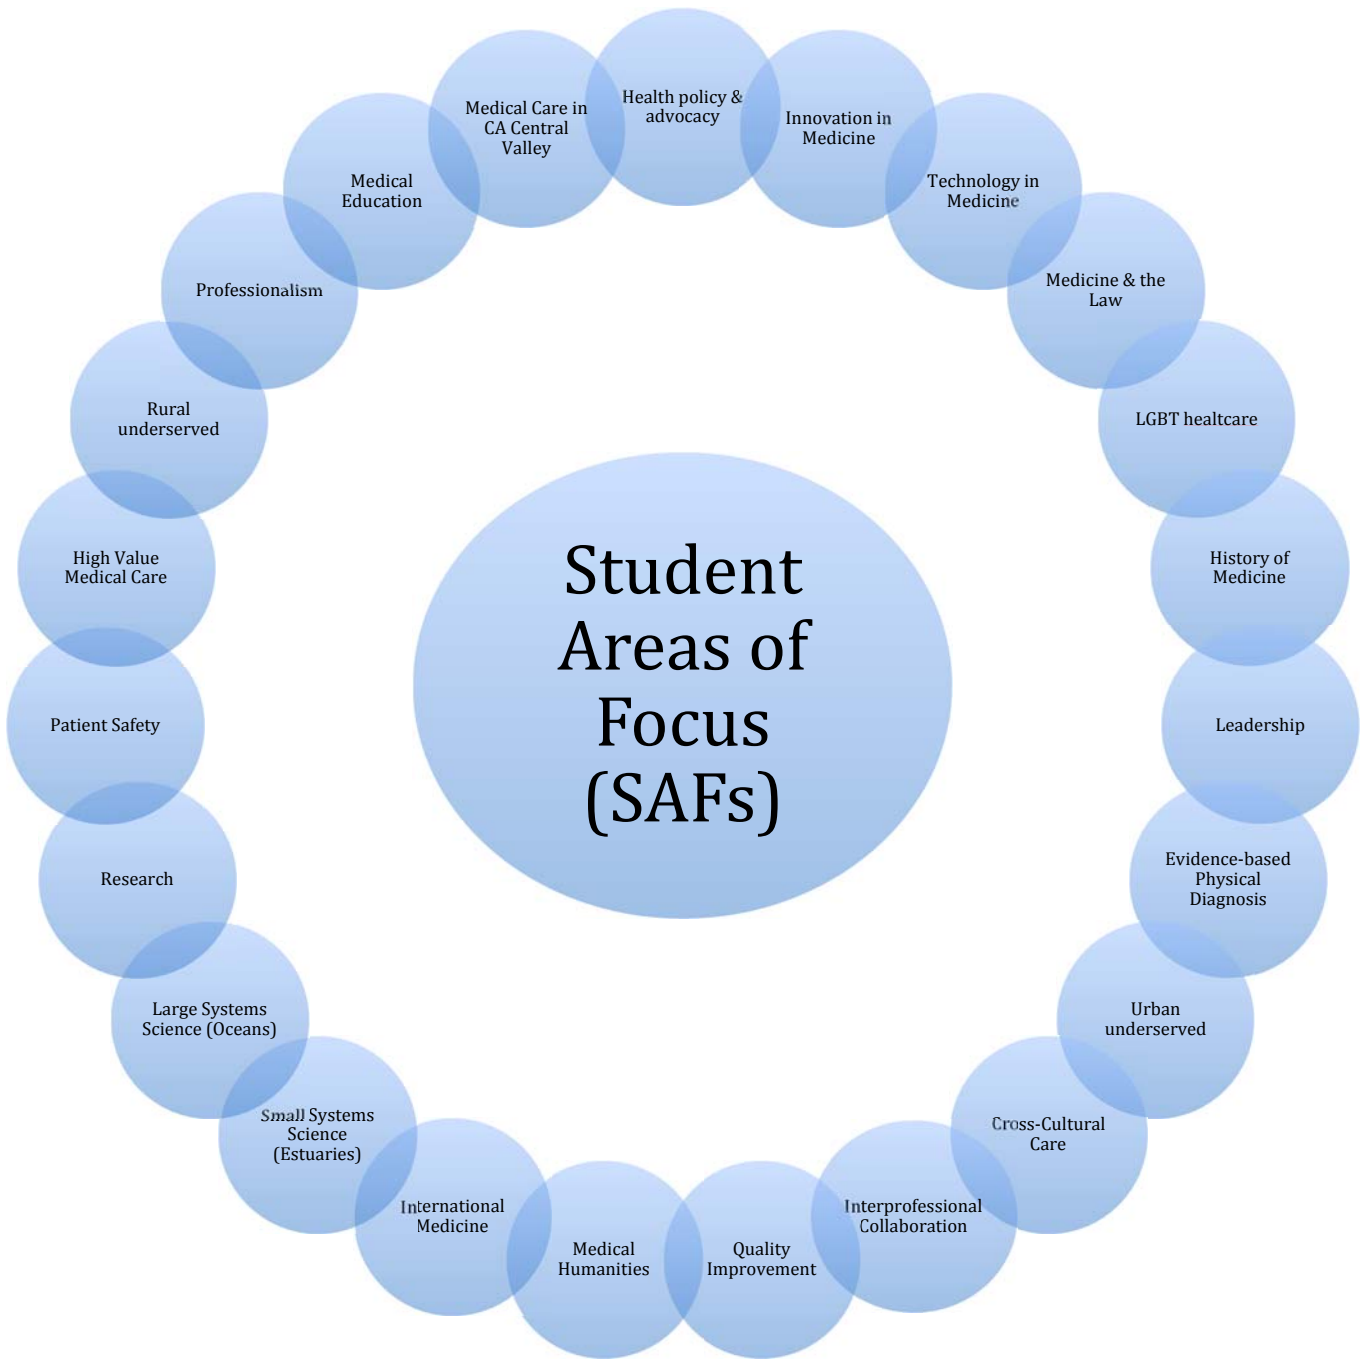 Health policy &
advocacy
Innovation in
Medicine
Technology in
Medicine
Medicine & the
Law
LGBT healtcare
History of
Medicine
Leadership
Evidence-based
Physical
Diagnosis
Urban
underserved
Cross-Cultural
Care
Interprofessional
Collaboration
Quality
Improvement
Medical
Humanities
International
Medicine
Small Systems
Science
(Estuaries)
Large Systems
Science (Oceans)
Research
Patient Safety
High Value
Medical Care
Rural
underserved
Professionalism
Medical
Education
Medical Care in
CA Central
Valley
Student
Areas of
Focus
(SAFs)